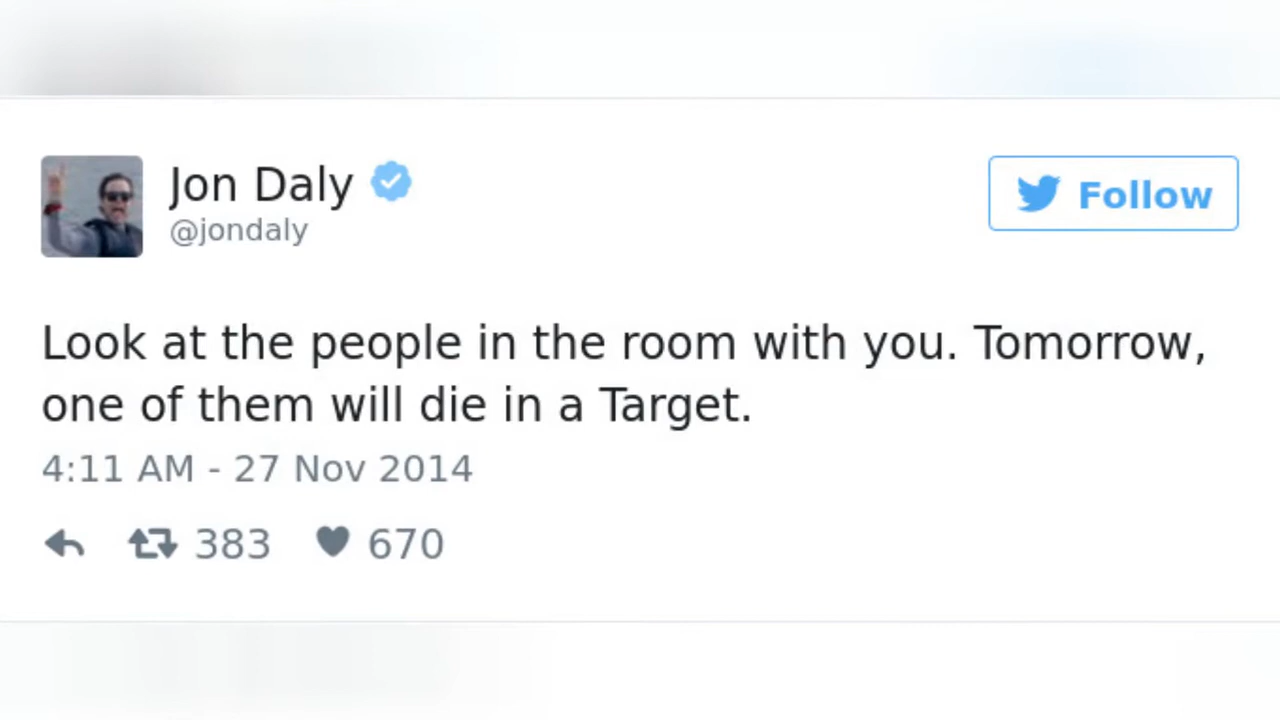 Jon Daly
@jondaly
Follow
Look at the people in the room with you. Tomorrow,
one of them will die in a Target.
4:11 AM - 27 Nov 2014
383 670